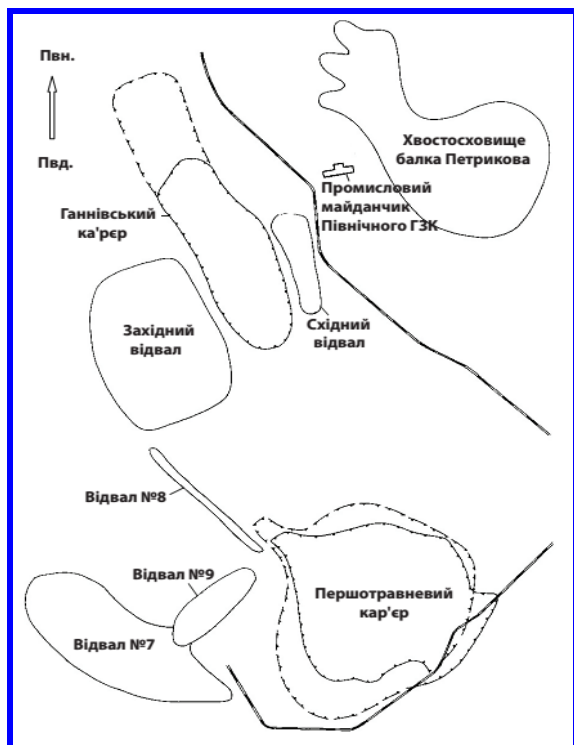 Пвн.
Пвд.
Хвостосховище
балка Петрикова
Промисловий
майданчик
Північного ГЗК
Ганнівський
ка'рєр
Східний
відвал
Західний
відвал
Відвал №8
Відвал №9
Відвал №7
Першотравневий
кар'єр